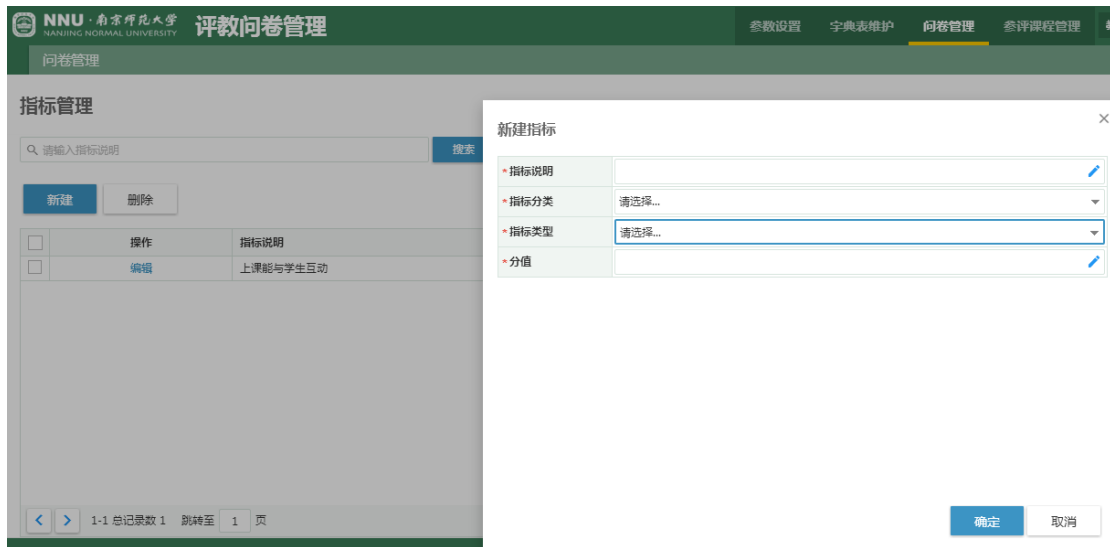 NNU · 南京师范大学 评教问卷管理 参数设置 字典表维护 问卷管理 参评课程管理
NANJING NORMAL UNIVERSITY
问卷管理
指标管理
请输入指标说明 搜索
新建 删除
操作 指标说明
编辑 上课能与学生互动
1-1 总记录数 1 跳转至 1 页
新建指标
*指标说明
*指标分类 请选择...
*指标类型 请选择...
*分值
确定 取消